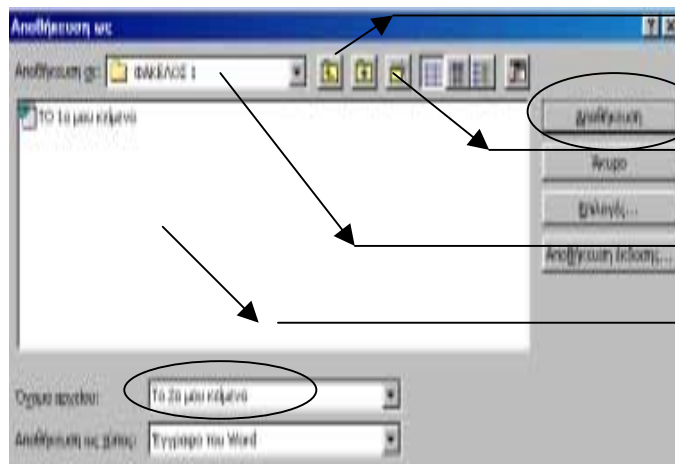 Αποθήκευση ως
Αποθήκευση σε: ΦΑΚΕΛΟΣ 1
ΤΟ 1ο μου κείμενο
Αποθήκευση
Άκυρο
Επιλογές...
Αποθήκευση έκδοσης...
Όνομα αρχείου: Το 2ο μου κείμενο
Αποθήκευση ως τύπος: Έγγραφο του Word